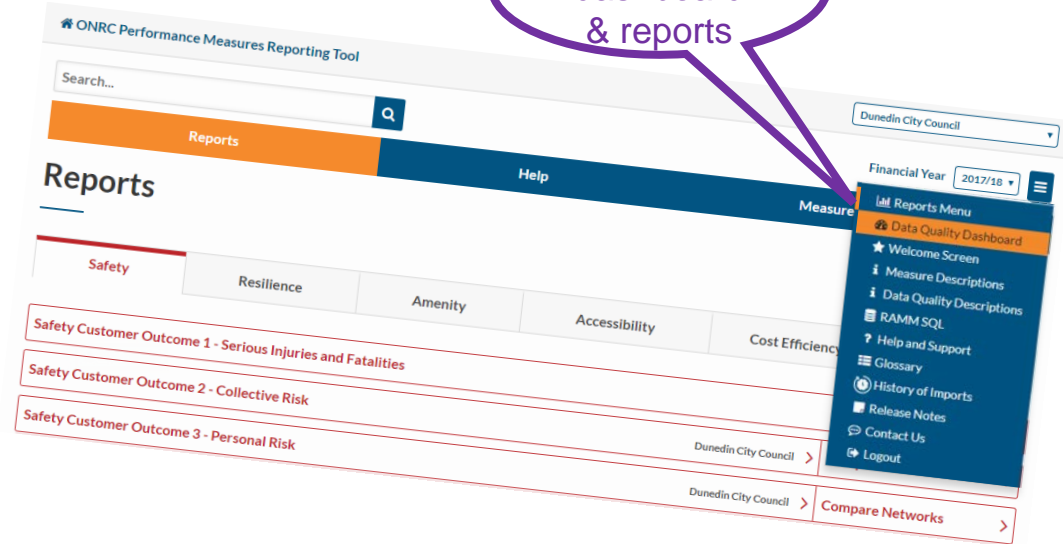 & reports
ONRC Performance Measures Reporting Tool
Search...
Dunedin City Council
Reports
Help
Measure
Financial Year 2017/18
Reports
Reports Menu
Data Quality Dashboard
Welcome Screen
Measure Descriptions
Data Quality Descriptions
RAMM SQL
Help and Support
Glossary
History of Imports
Release Notes
Contact Us
Logout
Safety
Resilience
Amenity
Accessibility
Cost Efficiency
Safety Customer Outcome 1 - Serious Injuries and Fatalities
Safety Customer Outcome 2 - Collective Risk
Dunedin City Council
Safety Customer Outcome 3 - Personal Risk
Dunedin City Council
Compare Networks